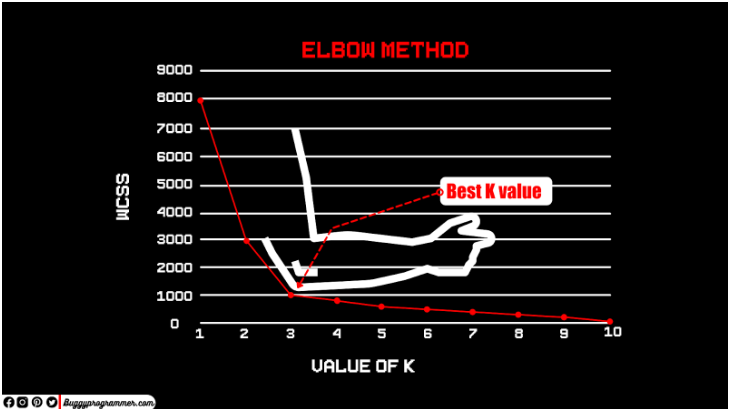 ELBOW METHOD
9000
8000
7000
6000
5000
4000
3000
2000
1000
0
WCSS
Best K value
1 2 3 4 5 6 7 8 9 10
VALUE OF K
Buggyprogrammer.com